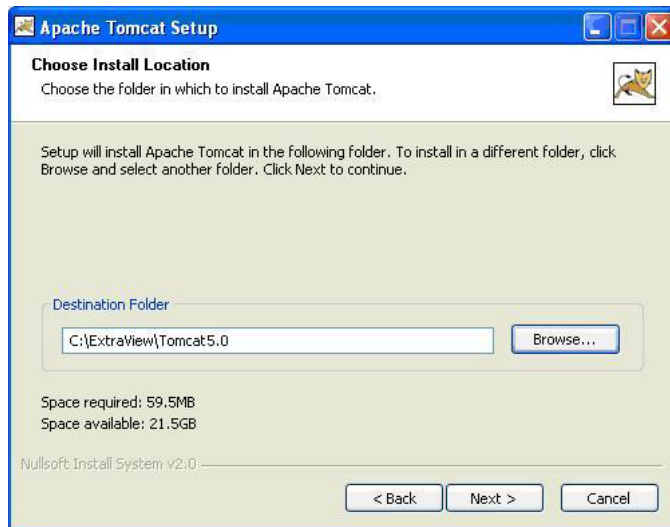 Apache Tomcat Setup
Choose Install Location
Choose the folder in which to install Apache Tomcat.
Setup will install Apache Tomcat in the following folder. To install in a different folder, click
Browse and select another folder. Click Next to continue.
Destination Folder
C:\ExtraView\Tomcat5.0
Browse...
Space required: 59.5MB
Space available: 21.5GB
Nullsoft Install System v2.0
< Back
Next >
Cancel